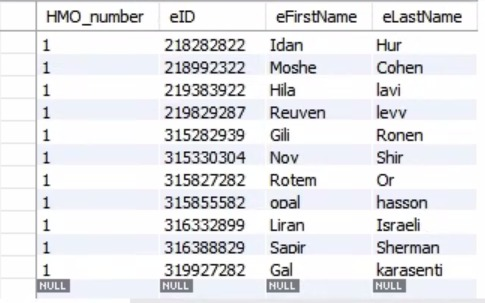 HMO_number eID eFirstName eLastName
1 218282822 Idan Hur
1 218992322 Moshe Cohen
1 219383922 Hila lavi
1 219829287 Reuven levv
1 315282939 Gili Ronen
1 315330304 Nov Shir
1 315827282 Rotem Or
1 315855582 opal hasson
1 316332899 Liran Israeli
1 316388829 Sapir Sherman
1 319927282 Gal karasenti
NULL NULL NULL NULL